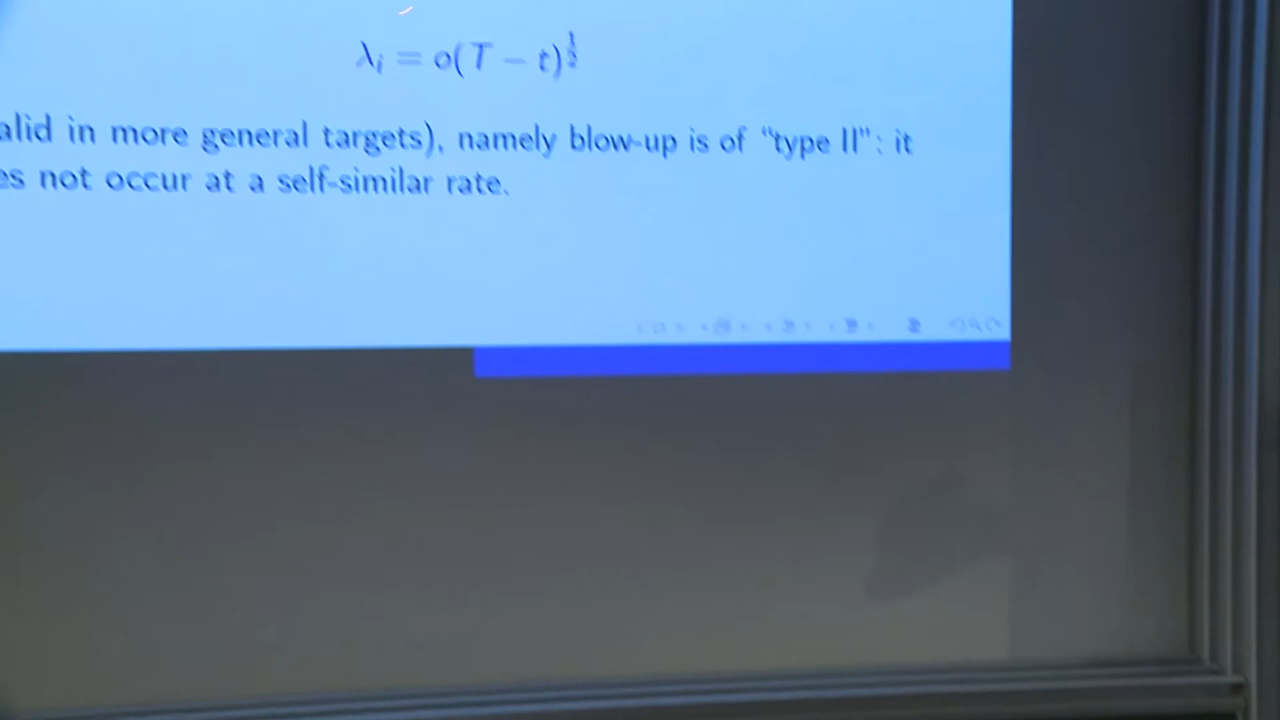 λᵢ = o(T − t)^{1/2}
alid in more general targets), namely blow-up is of “type II”: it
es not occur at a self-similar rate.